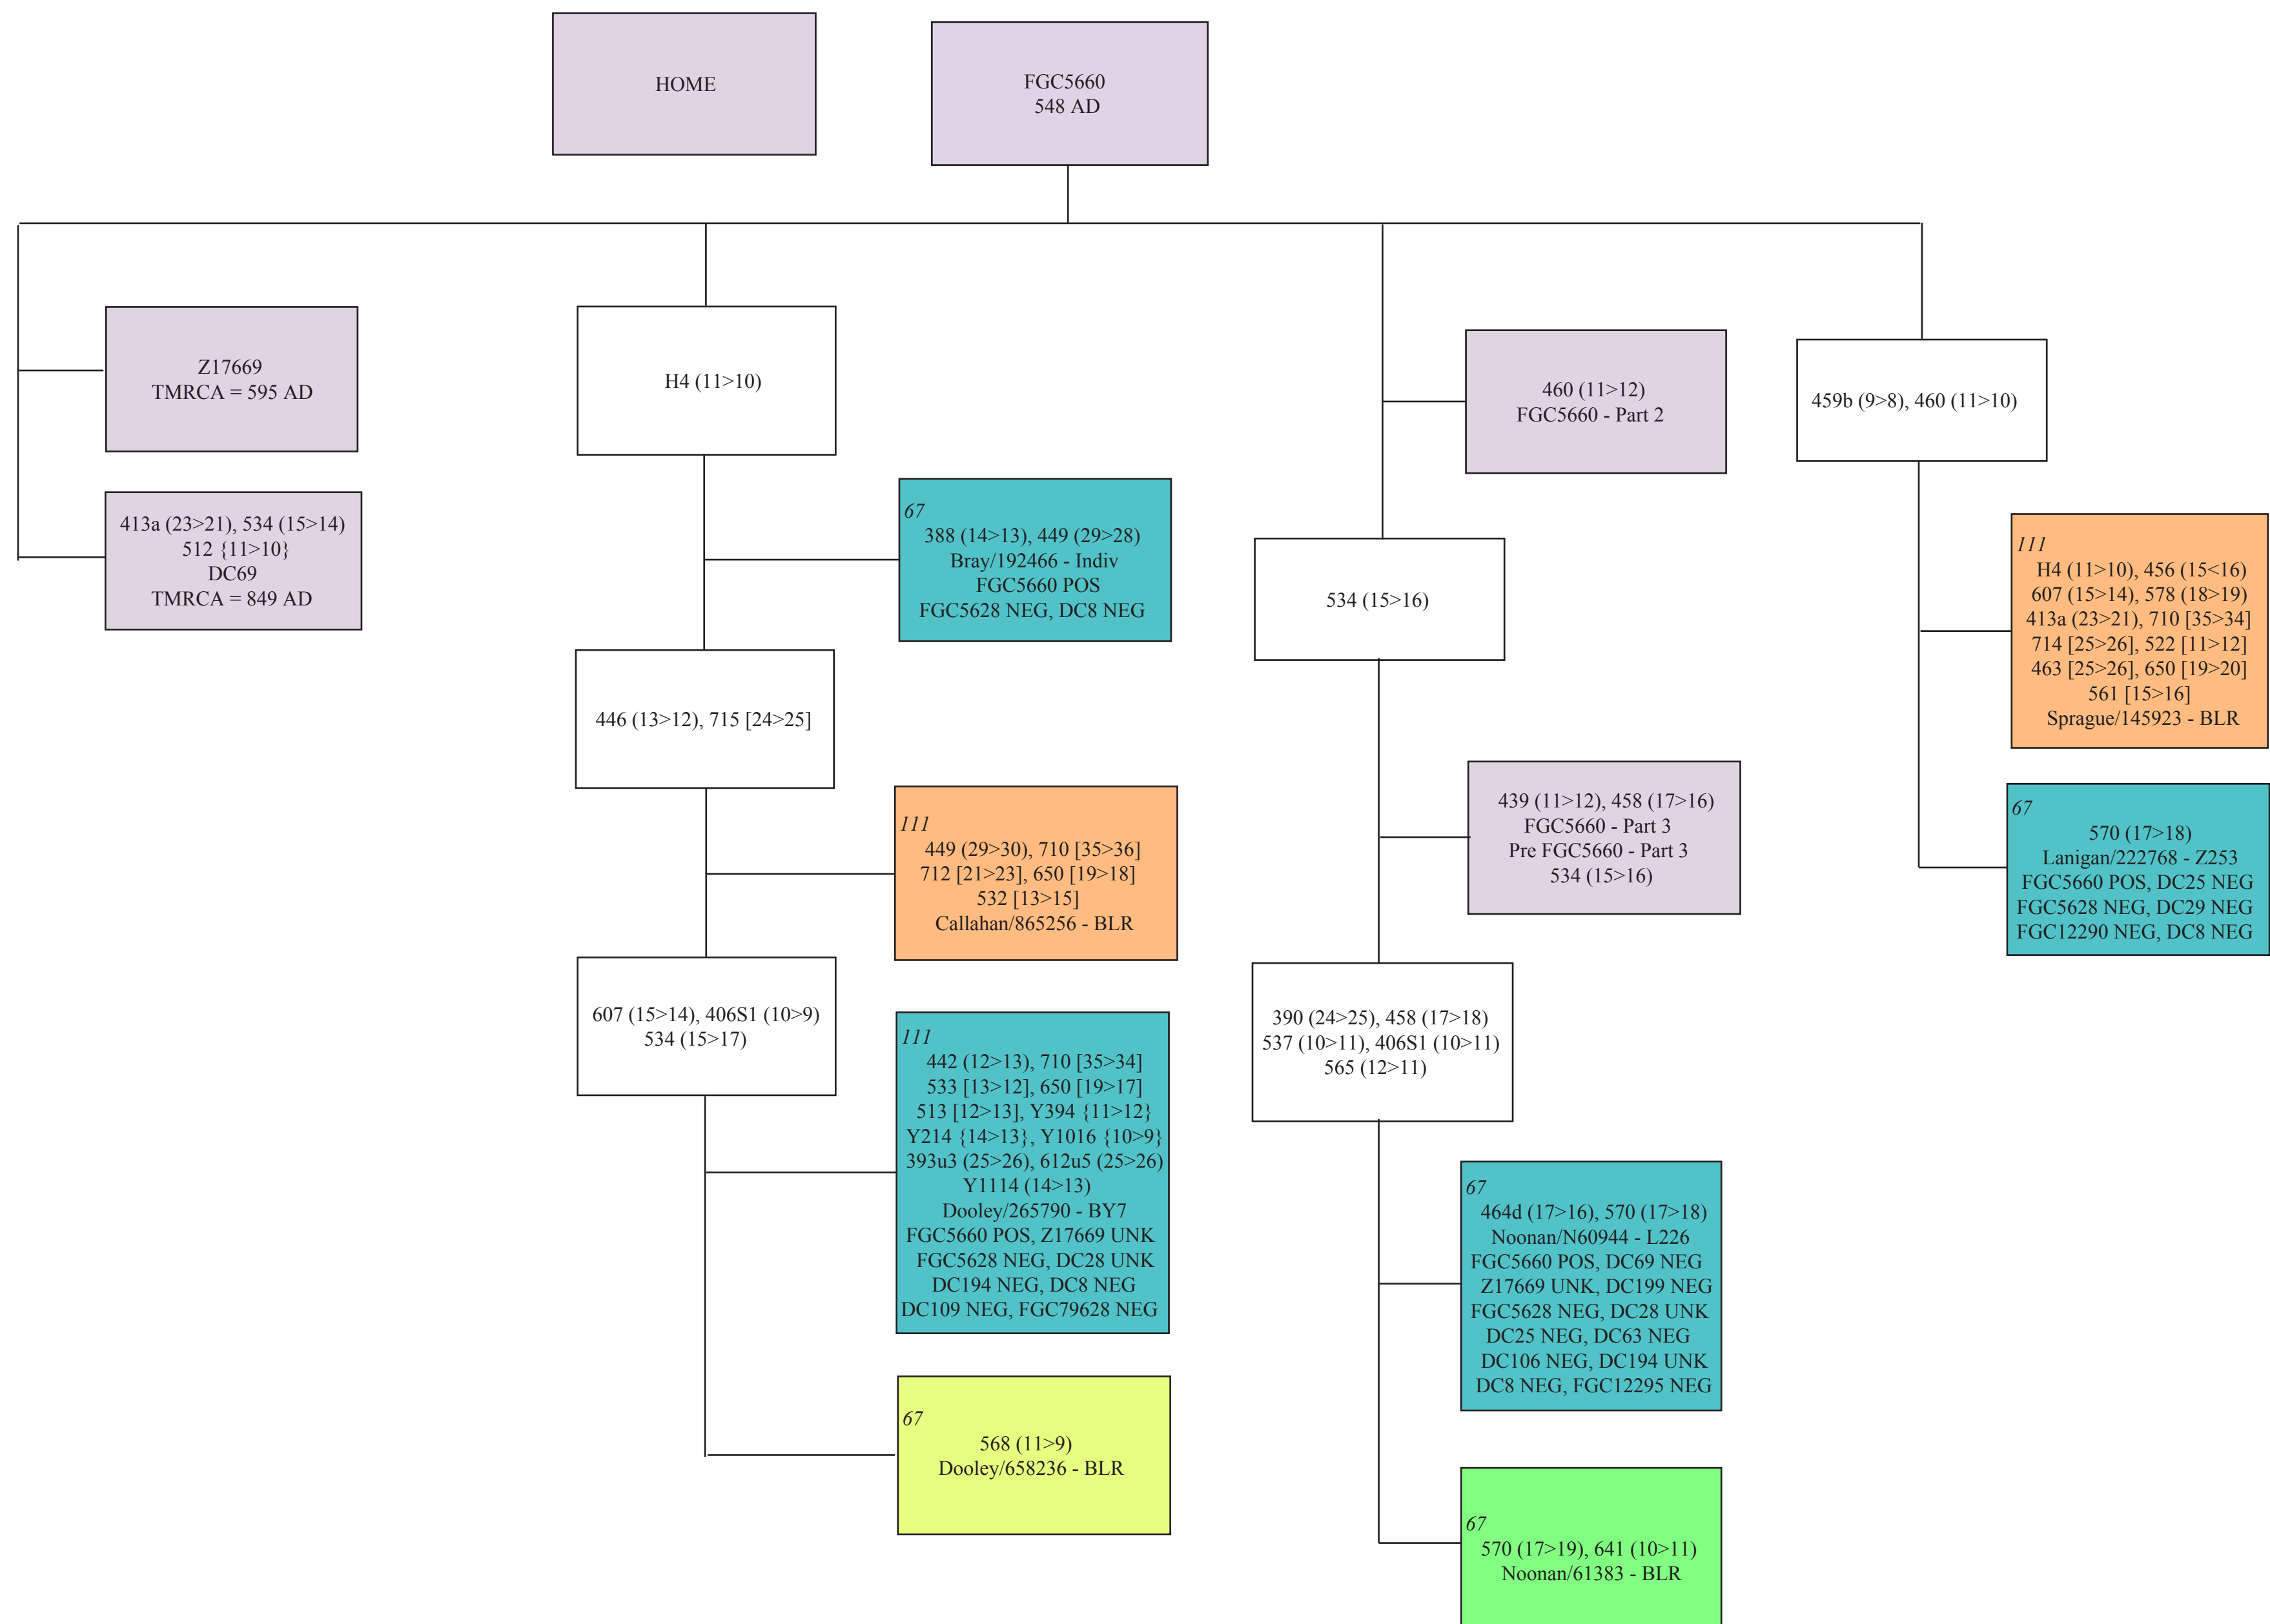 HOME
FGC5660
548 AD
Z17669
TMRCA = 595 AD
413a (23>21), 534 (15>14)
512 {11>10}
DC69
TMRCA = 849 AD
H4 (11>10)
67
388 (14>13), 449 (29>28)
Bray/192466 - Indiv
FGC5660 POS
FGC5628 NEG, DC8 NEG
446 (13>12), 715 [24>25]
111
449 (29>30), 710 [35>36]
712 [21>23], 650 [19>18]
532 [13>15]
Callahan/865256 - BLR
607 (15>14), 406S1 (10>9)
534 (15>17)
111
442 (12>13), 710 [35>34]
533 [13>12], 650 [19>17]
513 [12>13], Y394 {11>12}
Y214 {14>13}, Y1016 {10>9}
393u3 (25>26), 612u5 (25>26)
Y1114 (14>13)
Dooley/265790 - BY7
FGC5660 POS, Z17669 UNK
FGC5628 NEG, DC28 UNK
DC194 NEG, DC8 NEG
DC109 NEG, FGC79628 NEG
67
568 (11>9)
Dooley/658236 - BLR
460 (11>12)
FGC5660 - Part 2
534 (15>16)
439 (11>12), 458 (17>16)
FGC5660 - Part 3
Pre FGC5660 - Part 3
534 (15>16)
390 (24>25), 458 (17>18)
537 (10>11), 406S1 (10>11)
565 (12>11)
67
464d (17>16), 570 (17>18)
Noonan/N60944 - L226
FGC5660 POS, DC69 NEG
Z17669 UNK, DC199 NEG
FGC5628 NEG, DC28 UNK
DC25 NEG, DC63 NEG
DC106 NEG, DC194 UNK
DC8 NEG, FGC12295 NEG
67
570 (17>19), 641 (10>11)
Noonan/61383 - BLR
459b (9>8), 460 (11>10)
111
H4 (11>10), 456 (15<16)
607 (15>14), 578 (18>19)
413a (23>21), 710 [35>34]
714 [25>26], 522 [11>12]
463 [25>26], 650 [19>20]
561 [15>16]
Sprague/145923 - BLR
67
570 (17>18)
Lanigan/222768 - Z253
FGC5660 POS, DC25 NEG
FGC5628 NEG, DC29 NEG
FGC12290 NEG, DC8 NEG